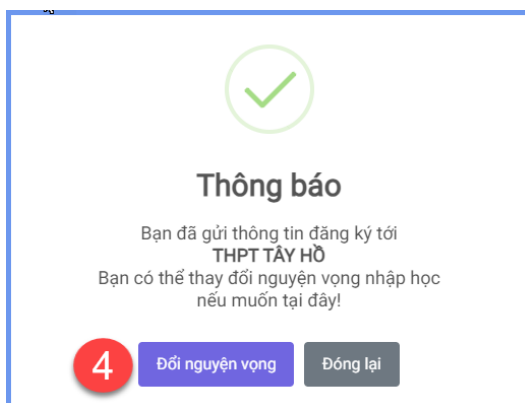 Thông báo
Bạn đã gửi thông tin đăng ký tới
THPT TÂY HỒ
Bạn có thể thay đổi nguyện vọng nhập học
nếu muốn tại đây!
4 Đổi nguyện vọng Đóng lại